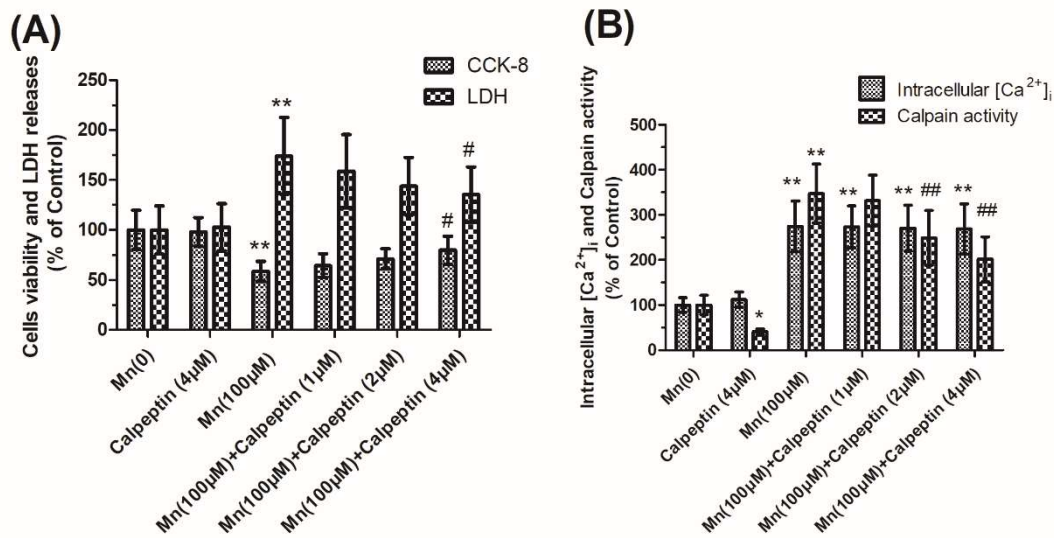 (A)
CCK-8
LDH
Cells viability and LDH releases
(% of Control)
250
200
150
100
50
0
**
**
#
#
Mn(0)
Calpeptin (4μM)
Mn(100μM)
Mn(100μM)+Calpeptin (1μM)
Mn(100μM)+Calpeptin (2μM)
Mn(100μM)+Calpeptin (4μM)
(B)
Intracellular [Ca²⁺]ᵢ
Calpain activity
Intracellular [Ca²⁺]ᵢ and Calpain activity
(% of Control)
500
400
300
200
100
0
*
**
**
**
**
##
**
##
Mn(0)
Calpeptin (4μM)
Mn(100μM)
Mn(100μM)+Calpeptin (1μM)
Mn(100μM)+Calpeptin (2μM)
Mn(100μM)+Calpeptin (4μM)